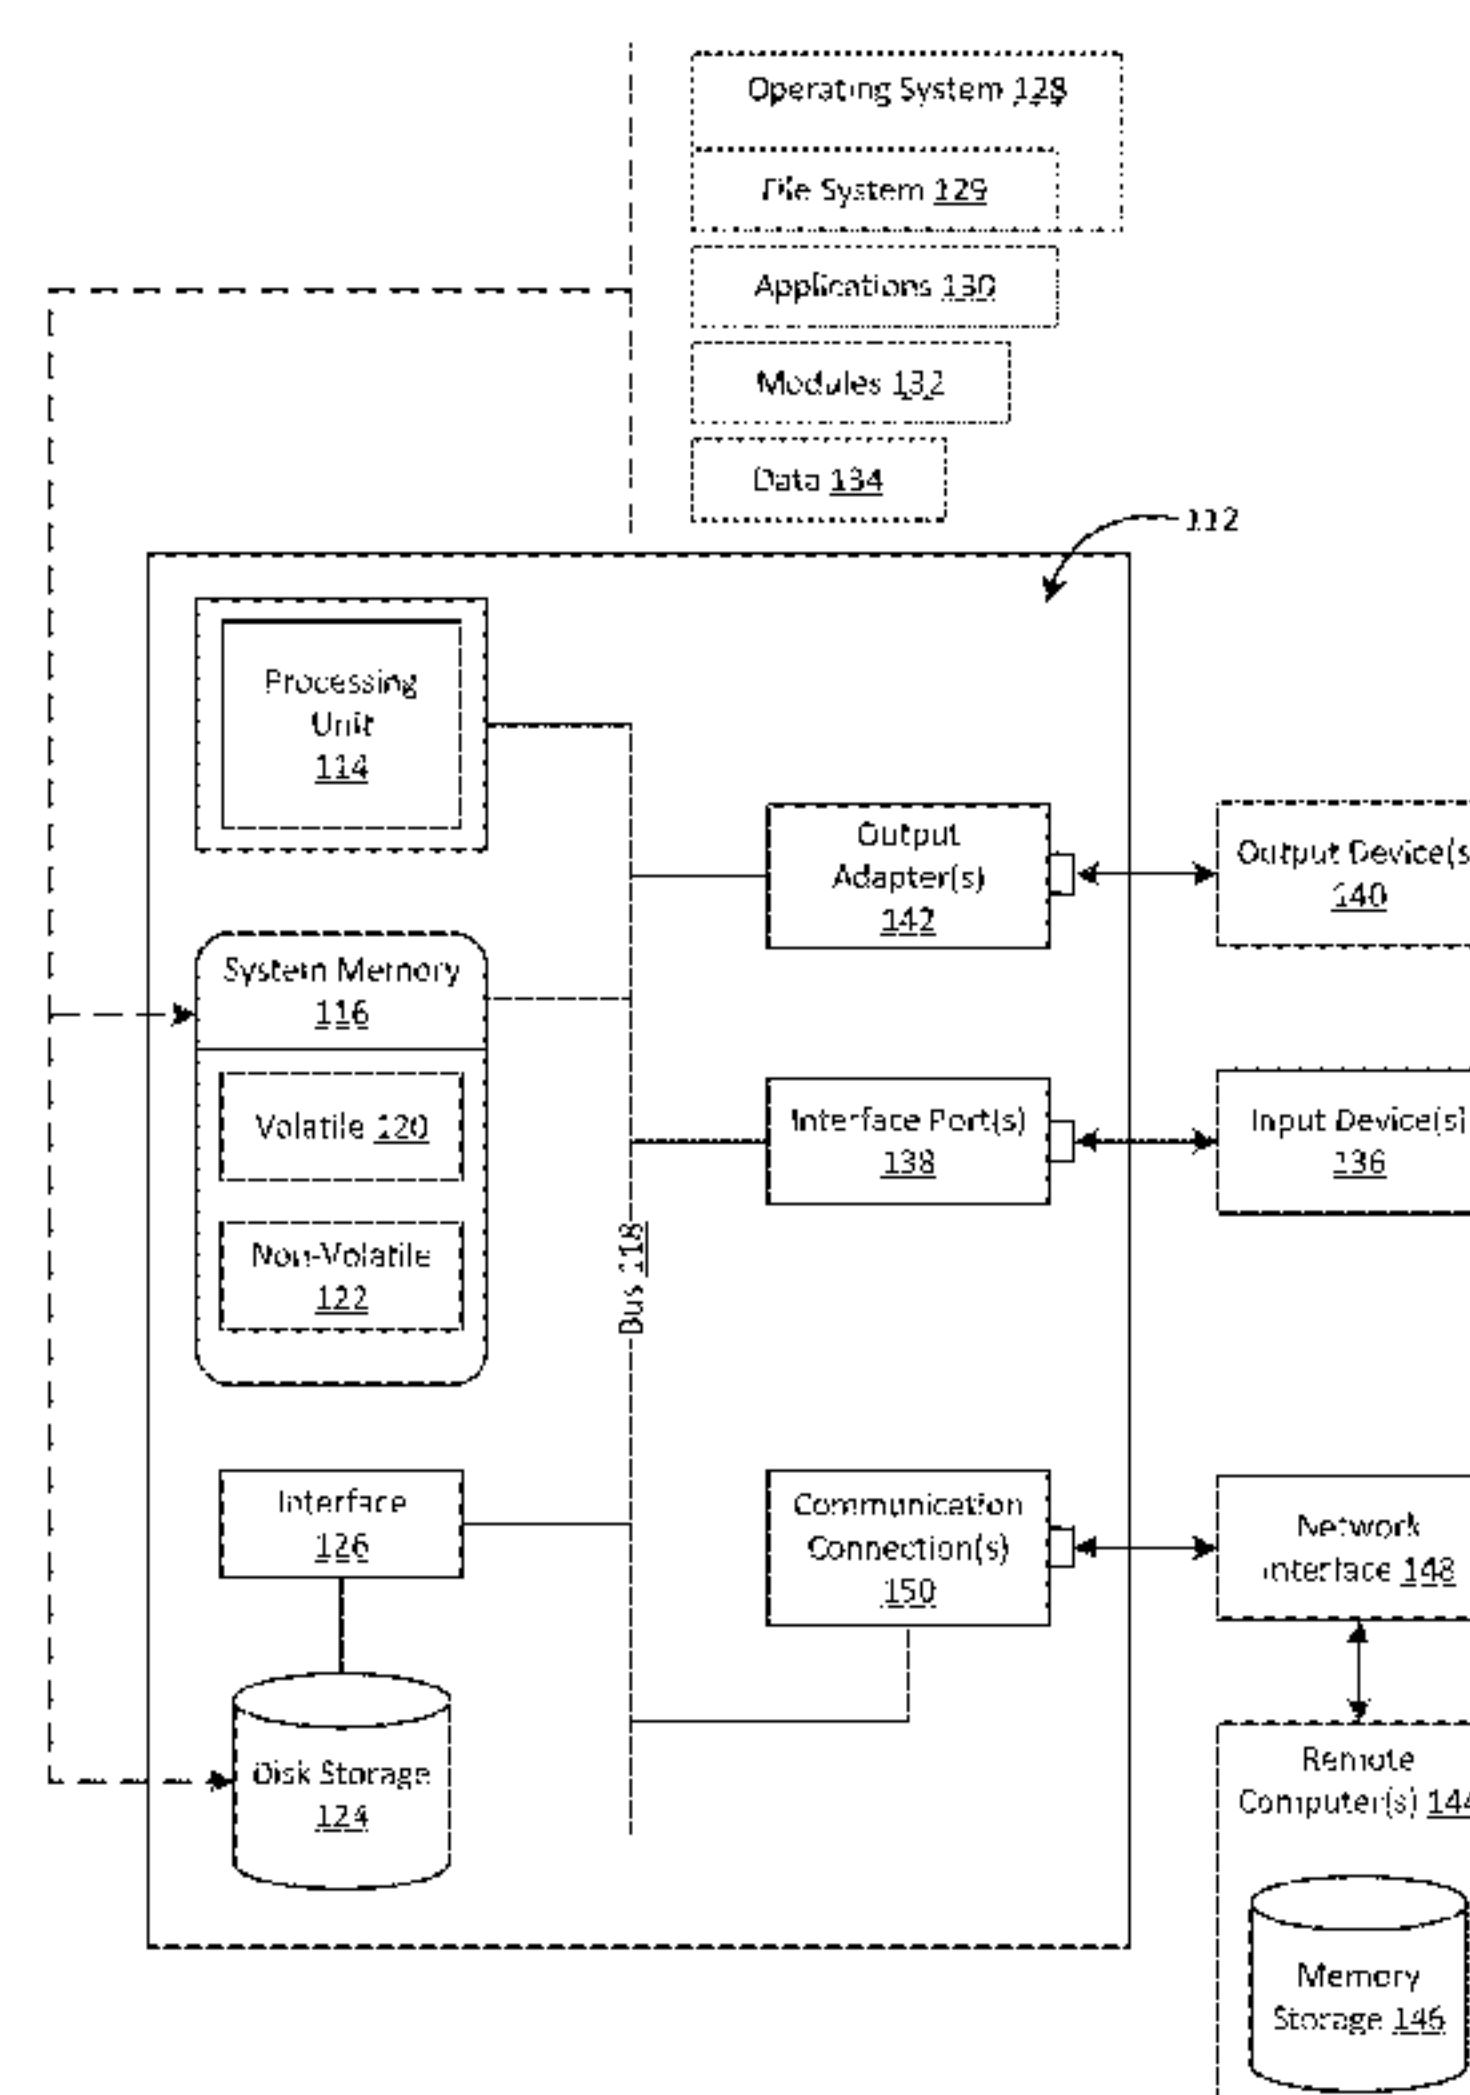 Operating System 128
File System 129
Applications 130
Modules 132
Data 134
112
Processing
Unit
114
Output
Adapter(s)
142
Output Device(s
140
System Memory
116
Volatile 120
Non-Volatile
122
Interface Port(s)
138
Input Device(s)
136
Bus 118
Interface
126
Communication
Connection(s)
150
Network
Interface 148
Disk Storage
124
Remote
Computer(s) 144
Memory
Storage 146